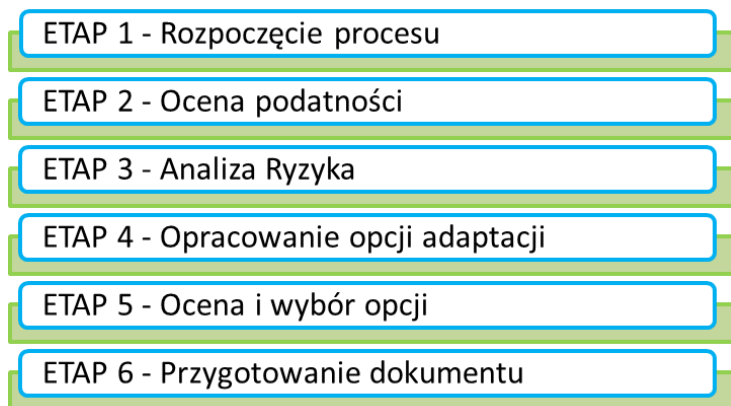 ETAP 1 - Rozpoczęcie procesu
ETAP 2 - Ocena podatności
ETAP 3 - Analiza Ryzyka
ETAP 4 - Opracowanie opcji adaptacji
ETAP 5 - Ocena i wybór opcji
ETAP 6 - Przygotowanie dokumentu